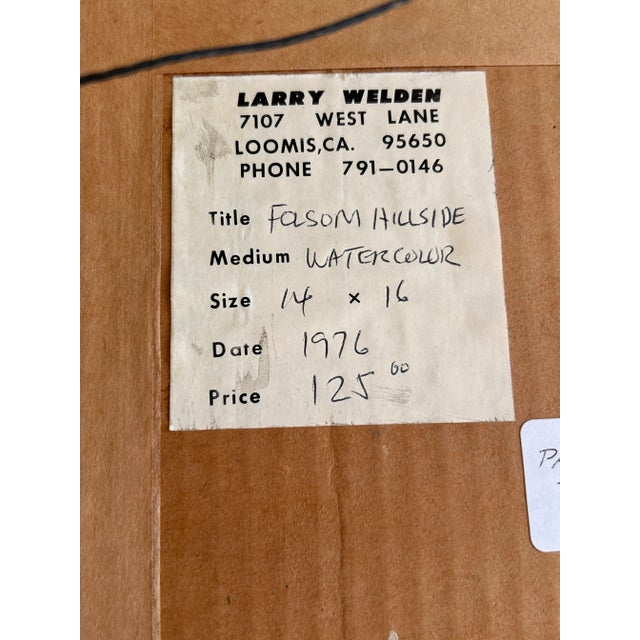 LARRY WELDEN
7107 WEST LANE
LOOMIS,CA. 95650
PHONE 791-0146
Title FOLSOM HILLSIDE
Medium WATERCOLOR
Size 14 x 16
Date 1976
Price 125 00